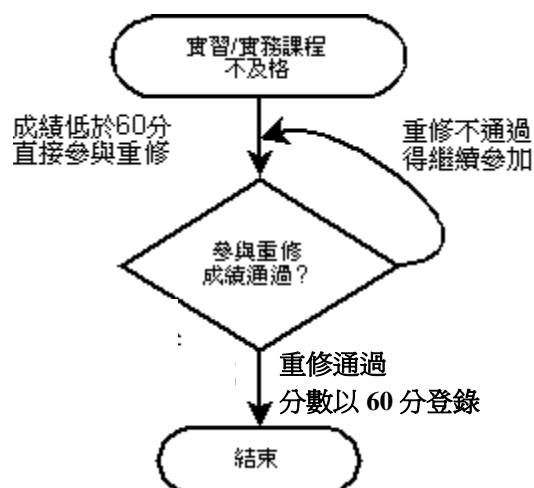 實習/實務課程
不及格
成績低於60分
直接參與重修
重修不通過
得繼續參加
參與重修
成績通過？
重修通過
分數以 60 分登錄
結束